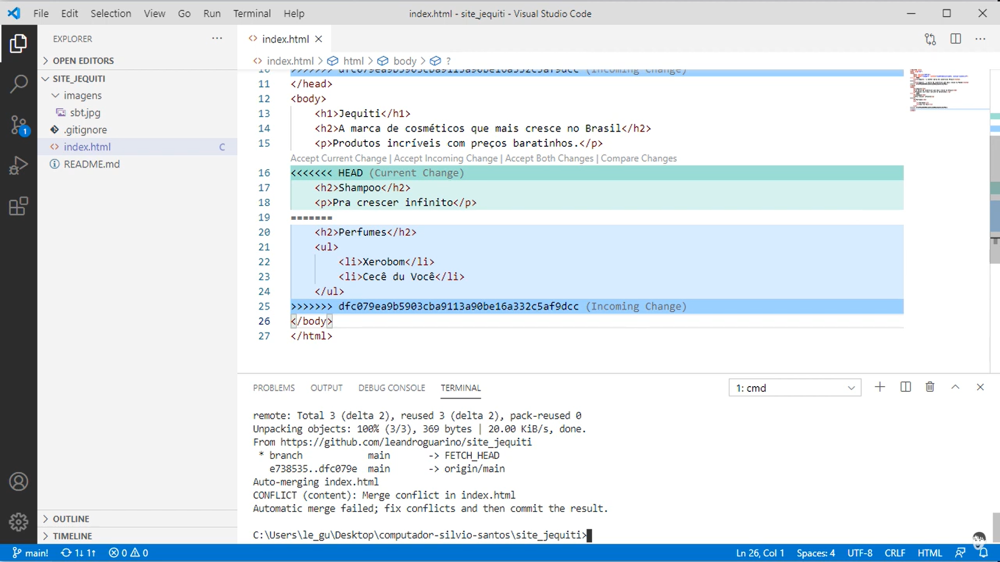 File Edit Selection View Go Run Terminal Help
index.html - site_jequiti - Visual Studio Code
EXPLORER
OPEN EDITORS
SITE_JEQUITI
imagens
sbt.jpg
.gitignore
index.html C
README.md
OUTLINE
TIMELINE
1
index.html
index.html > html > body > ?
10 >>>>>>> dfc079ea9b5903cba9113a90be16a332c5af9dcc (Incoming Change)
11 </head>
12 <body>
13 <h1>Jequiti</h1>
14 <h2>A marca de cosméticos que mais cresce no Brasil</h2>
15 <p>Produtos incríveis com preços baratinhos.</p>
Accept Current Change | Accept Incoming Change | Accept Both Changes | Compare Changes
16 <<<<<<< HEAD (Current Change)
17 <h2>Shampoo</h2>
18 <p>Pra crescer infinito</p>
19 =======
20 <h2>Perfumes</h2>
21 <ul>
22 <li>Xerobom</li>
23 <li>Cecê du Você</li>
24 </ul>
25 >>>>>>> dfc079ea9b5903cba9113a90be16a332c5af9dcc (Incoming Change)
26 </body>
27 </html>
PROBLEMS OUTPUT DEBUG CONSOLE TERMINAL
1: cmd
remote: Total 3 (delta 2), reused 3 (delta 2), pack-reused 0
Unpacking objects: 100% (3/3), 369 bytes | 20.00 KiB/s, done.
From https://github.com/leandroguarino/site_jequiti
* branch main -> FETCH_HEAD
e738535..dfc079e main -> origin/main
Auto-merging index.html
CONFLICT (content): Merge conflict in index.html
Automatic merge failed; fix conflicts and then commit the result.
C:\Users\le_gu\Desktop\computador-silvio-santos\site_jequiti>
main! 1↓ 1↑ 0 0
Ln 26, Col 1 Spaces: 4 UTF-8 CRLF HTML